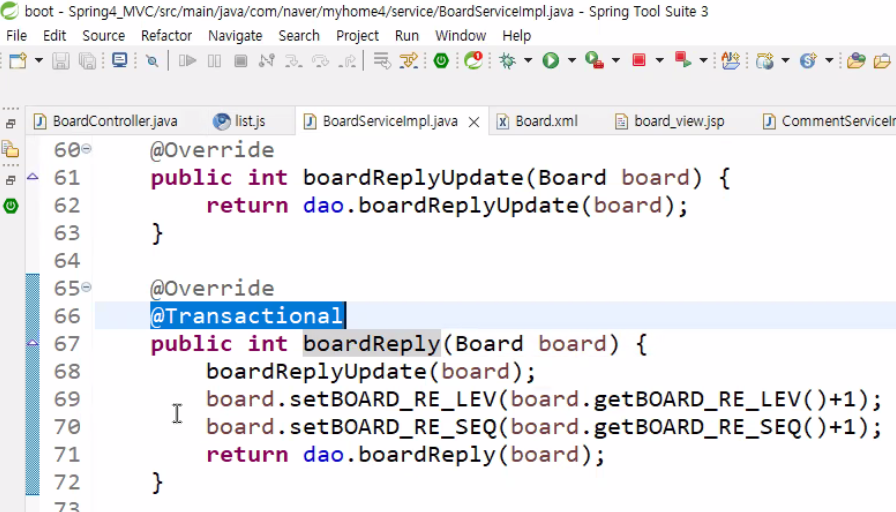 boot - Spring4_MVC/src/main/java/com/naver/myhome4/service/BoardServiceImpl.java - Spring Tool Suite 3
File Edit Source Refactor Navigate Search Project Run Window Help
BoardController.java list.js BoardServiceImpl.java Board.xml board_view.jsp CommentServiceIm
60 @Override
61 public int boardReplyUpdate(Board board) {
62 return dao.boardReplyUpdate(board);
63 }
64
65 @Override
66 @Transactional
67 public int boardReply(Board board) {
68 boardReplyUpdate(board);
69 board.setBOARD_RE_LEV(board.getBOARD_RE_LEV()+1);
70 board.setBOARD_RE_SEQ(board.getBOARD_RE_SEQ()+1);
71 return dao.boardReply(board);
72 }
73